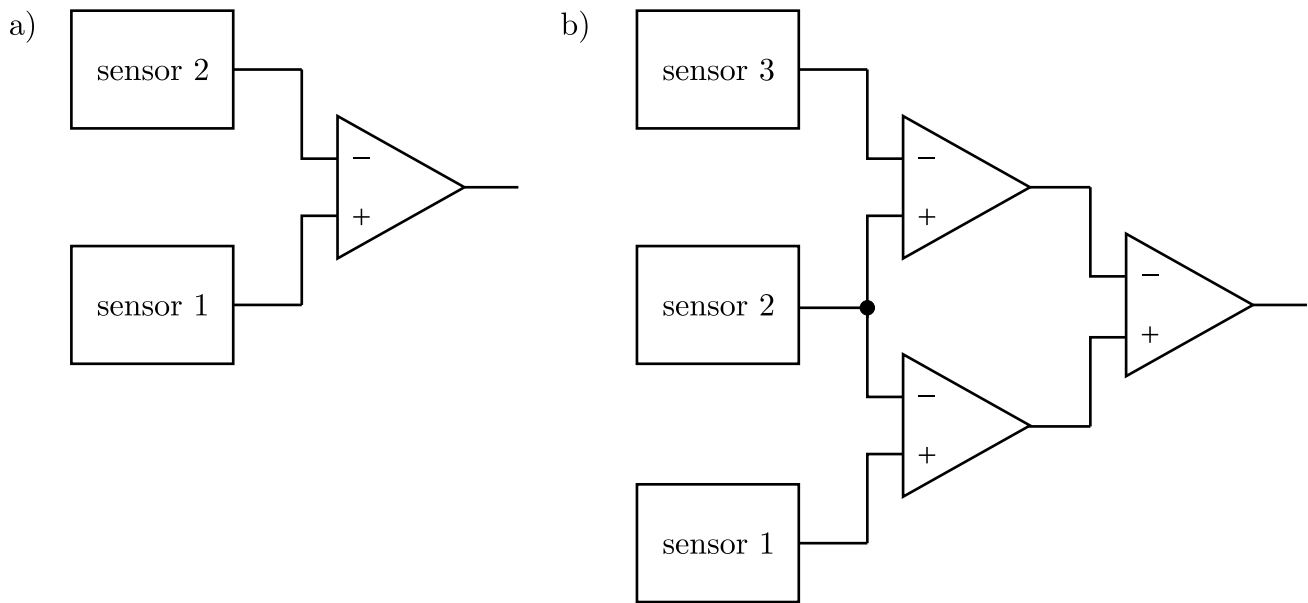 a)
sensor 2
−
+
sensor 1
b)
sensor 3
−
+
sensor 2
−
+
−
+
sensor 1